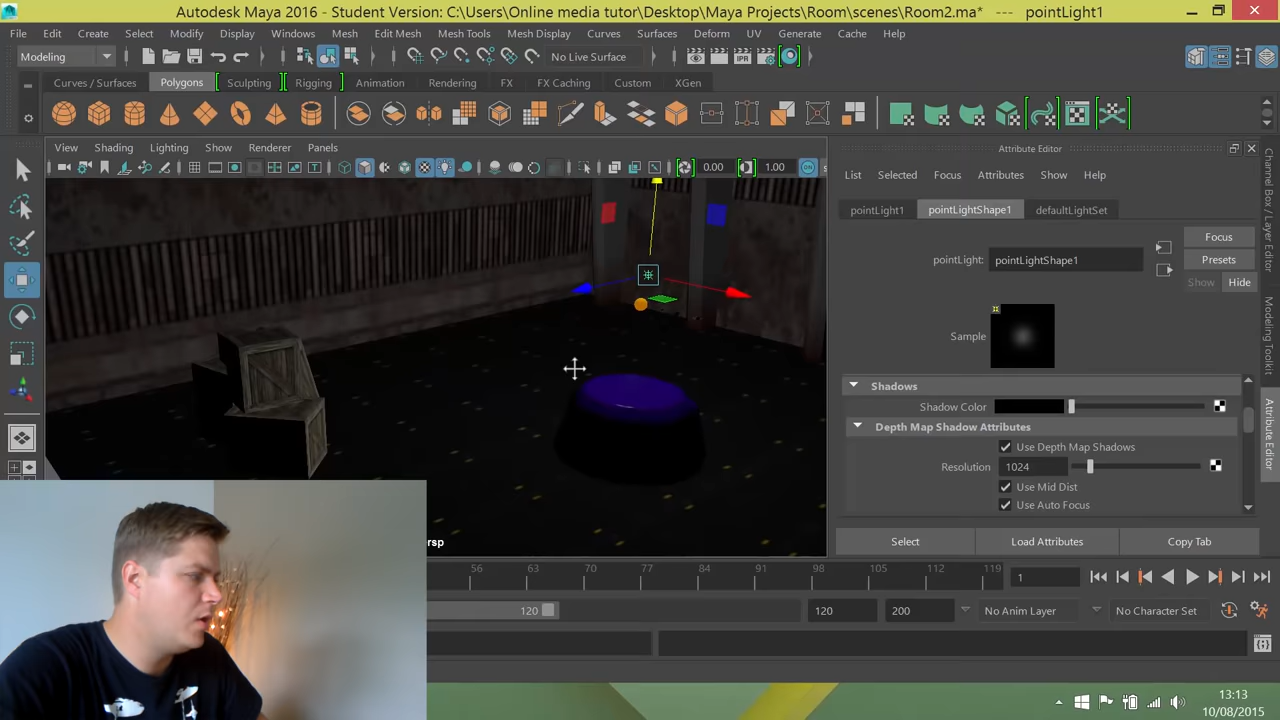 Autodesk Maya 2016 - Student Version: C:\Users\Online media tutor\Desktop\Maya Projects\Room\scenes\Room2.ma* --- pointLight1
File Edit Create Select Modify Display Windows Mesh Edit Mesh Mesh Tools Mesh Display Curves Surfaces Deform UV Generate Cache Help
Modeling No Live Surface IPR
Curves / Surfaces Polygons Sculpting Rigging Animation Rendering FX FX Caching Custom XGen
View Shading Lighting Show Renderer Panels
0.00 1.00
Attribute Editor
List Selected Focus Attributes Show Help
pointLight1 pointLightShape1 defaultLightSet
Focus
pointLight: pointLightShape1 Presets
Show Hide
Sample
Shadows
Shadow Color
Depth Map Shadow Attributes
Use Depth Map Shadows
Resolution 1024
Use Mid Dist
Use Auto Focus
Select Load Attributes Copy Tab
Channel Box / Layer Editor
Modeling Toolkit
Attribute Editor
ersp
56 63 70 77 84 91 98 105 112 119 1
120 120 200 No Anim Layer No Character Set
13:13
10/08/2015